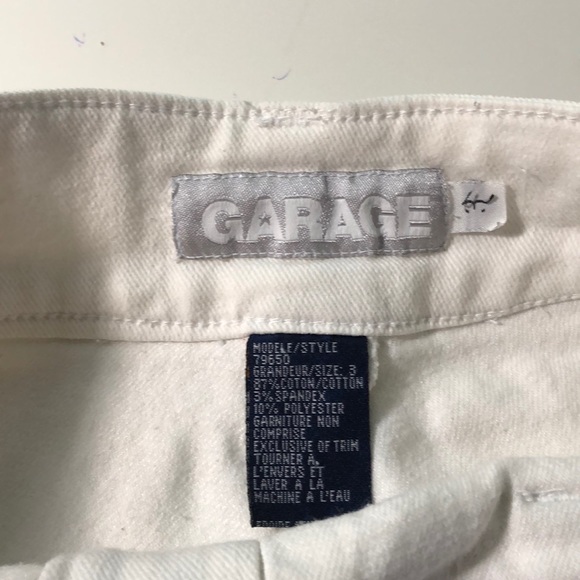 GARAGE
MODELE/STYLE
79650
GRANDEUR/SIZE: 3
87% COTON/COTTON
3% SPANDEX
10% POLYESTER
GARNITURE NON
COMPRISE
EXCLUSIVE OF TRIM
TOURNER A
L'ENVERS ET
LAVER A LA
MACHINE A L'EAU